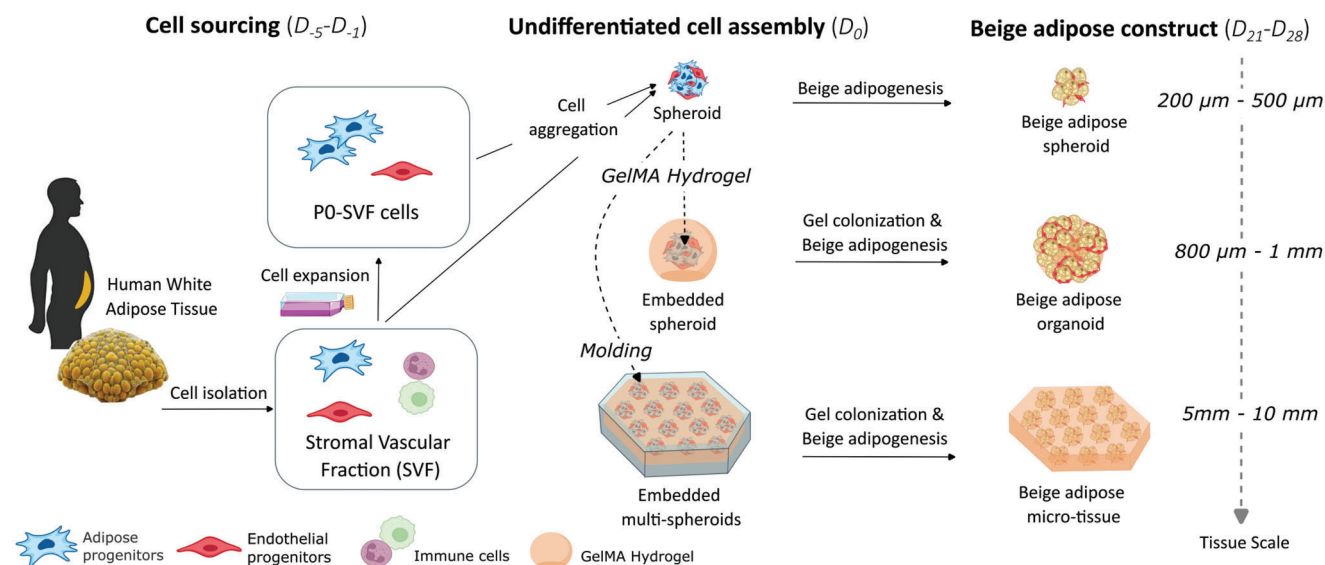 Cell sourcing (D-5-D-1)
Undifferentiated cell assembly (D0)
Beige adipose construct (D21-D28)
Cell
aggregation
Spheroid
Beige adipogenesis
Beige adipose
spheroid
200 µm - 500 µm
P0-SVF cells
GelMA Hydrogel
Human White
Adipose Tissue
Cell expansion
Embedded
spheroid
Gel colonization &
Beige adipogenesis
Beige adipose
organoid
800 µm - 1 mm
Cell isolation
Stromal Vascular
Fraction (SVF)
Molding
Embedded
multi-spheroids
Gel colonization &
Beige adipogenesis
Beige adipose
micro-tissue
5mm - 10 mm
Tissue Scale
Adipose
progenitors
Endothelial
progenitors
Immune cells
GelMA Hydrogel